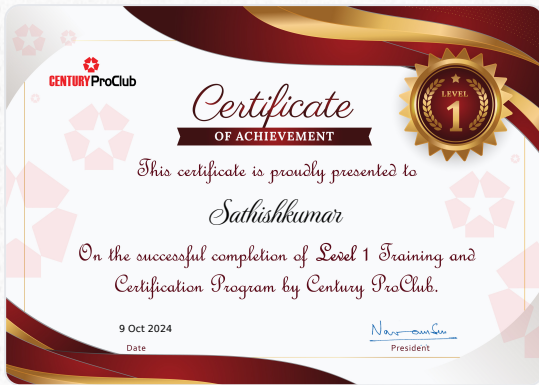 CENTURY ProClub
Certificate
OF ACHIEVEMENT
LEVEL
1
This certificate is proudly presented to
Sathishkumar
On the successful completion of Level 1 Training and
Certification Program by Century ProClub.
9 Oct 2024
Date
President